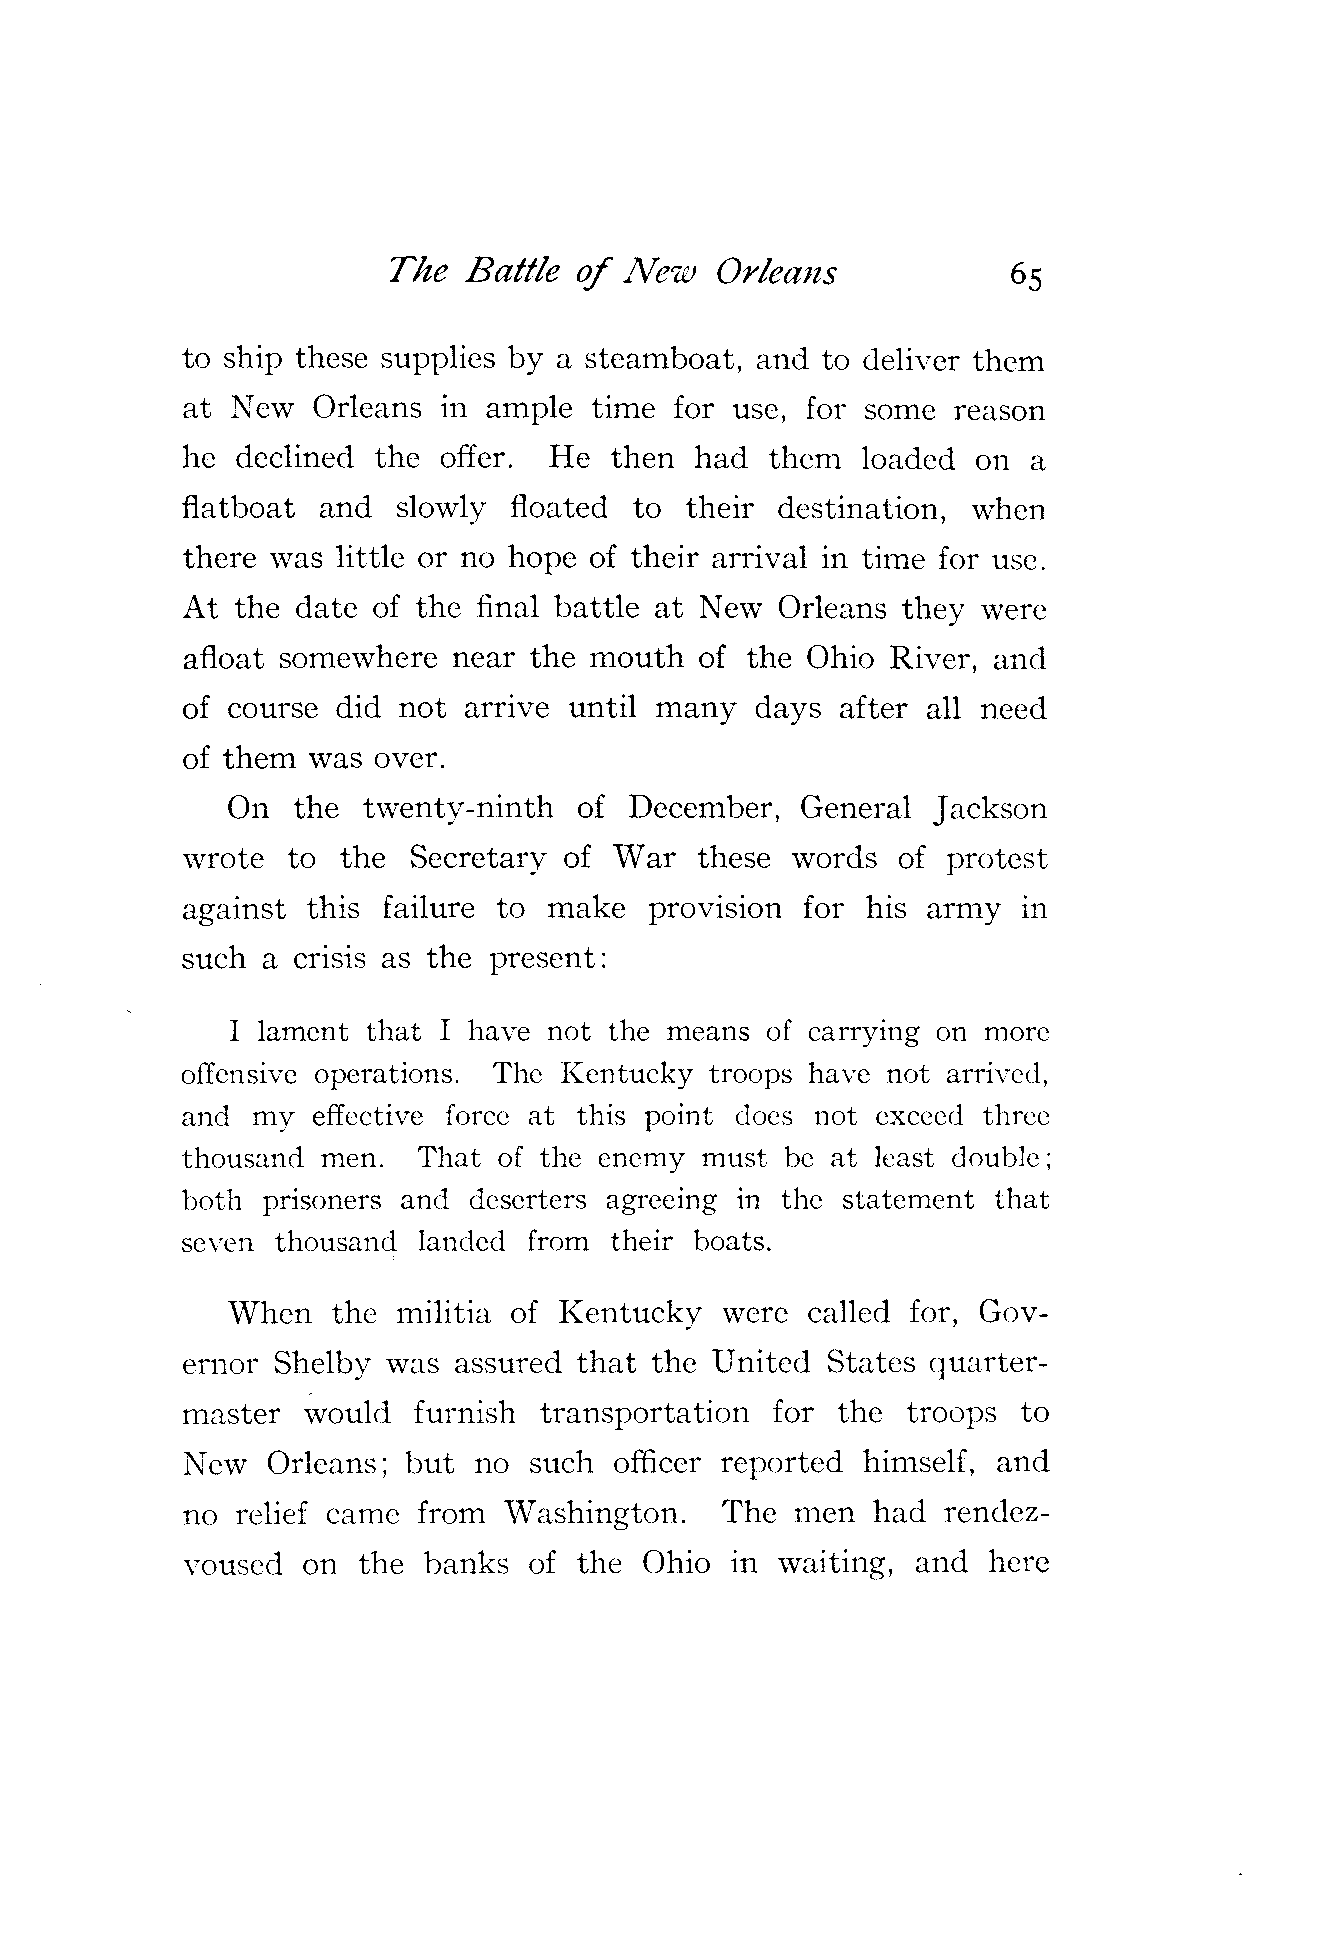 The Battle of New Orleans 65
to ship these supplies by a steamboat, and to deliver them
at New Orleans in ample time for use, for some reason
he declined the offer. He then had them loaded on a
flatboat and slowly floated to their destination, when
there was little or no hope of their arrival in time for use.
At the date of the final battle at New Orleans they were
afloat somewhere near the mouth of the Ohio River, and
of course did not arrive until many days after all need
of them was over.
On the twenty-ninth of December, General Jackson
wrote to the Secretary of War these words of protest
against this failure to make provision for his army in
such a crisis as the present:
I lament that I have not the means of carrying on more
offensive operations. The Kentucky troops have not arrived,
and my effective force at this point does not exceed three
thousand men. That of the enemy must be at least double;
both prisoners and deserters agreeing in the statement that
seven thousand landed from their boats.
When the militia of Kentucky were called for, Gov-
ernor Shelby was assured that the United States quarter-
master would furnish transportation for the troops to
New Orleans; but no such officer reported himself, and
no relief came from Washington. The men had rendez-
voused on the banks of the Ohio in waiting, and here